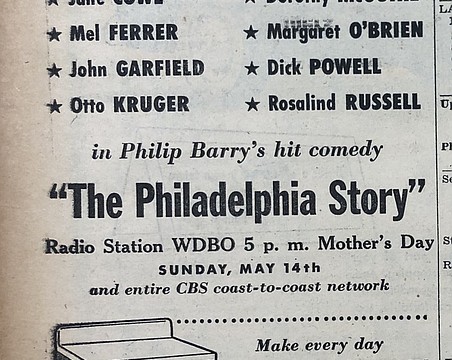 ★ Jane COWL
★ Mel FERRER ★ Margaret O'BRIEN
★ John GARFIELD ★ Dick POWELL
★ Otto KRUGER ★ Rosalind RUSSELL
in Philip Barry's hit comedy
"The Philadelphia Story"
Radio Station WDBO 5 p. m. Mother's Day
SUNDAY, MAY 14th
and entire CBS coast-to-coast network
Make every day